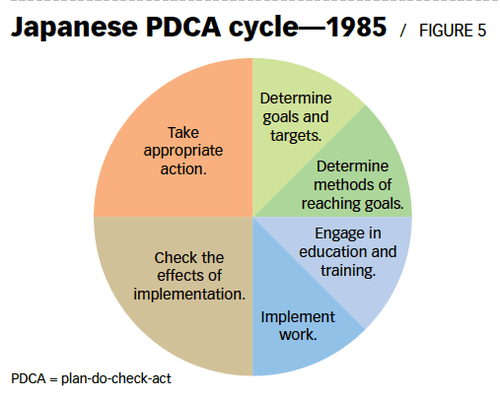 Japanese PDCA cycle—1985 / FIGURE 5
Determine
goals and
targets.
Determine
methods of
reaching goals.
Engage in
education and
training.
Implement
work.
Check the
effects of
implementation.
Take
appropriate
action.
PDCA = plan-do-check-act